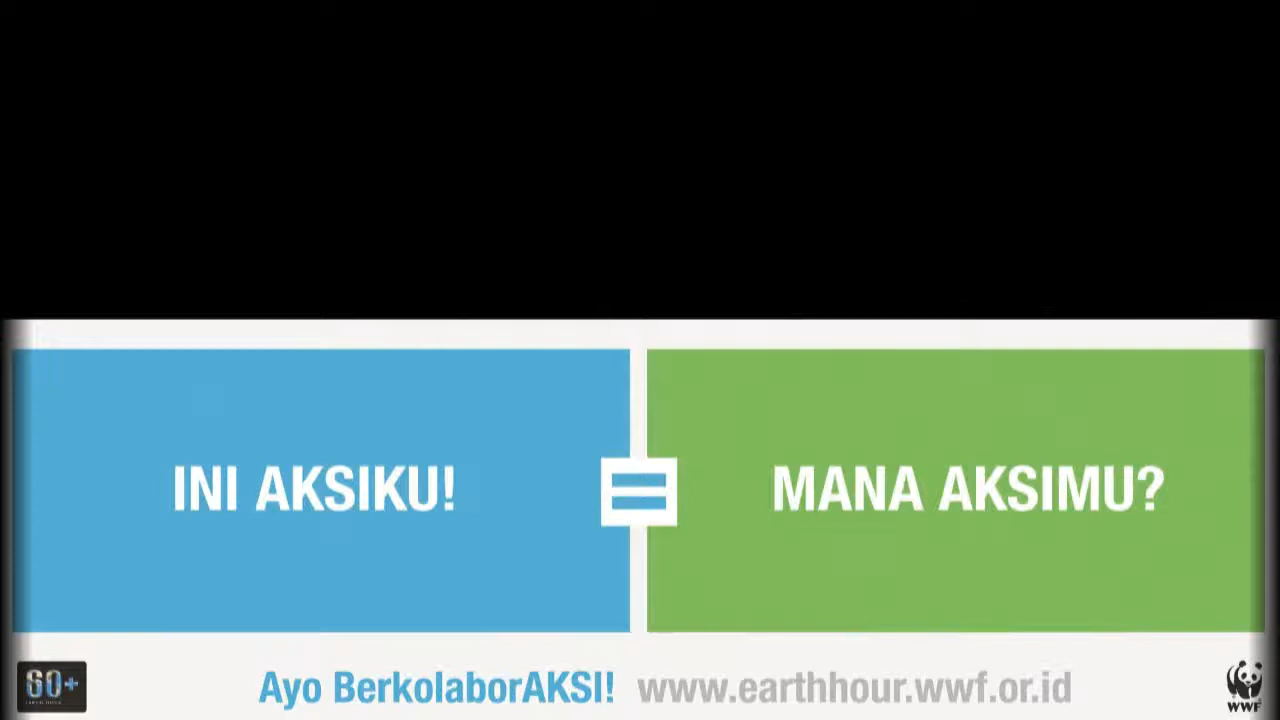 INI AKSIKU!
=
MANA AKSIMU?
60+
Ayo BerkolaborAKSI! www.earthhour.wwf.or.id
WWF